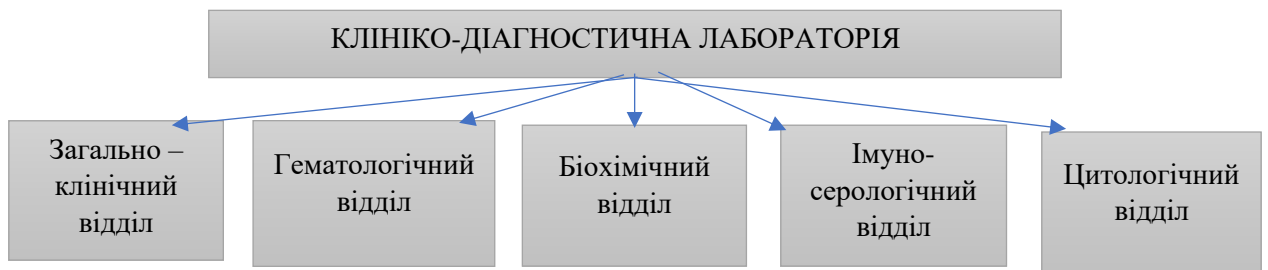 КЛІНІКО-ДІАГНОСТИЧНА ЛАБОРАТОРІЯ
Загально –
клінічний
відділ
Гематологічний
відділ
Біохімічний
відділ
Імуно-
серологічний
відділ
Цитологічний
відділ